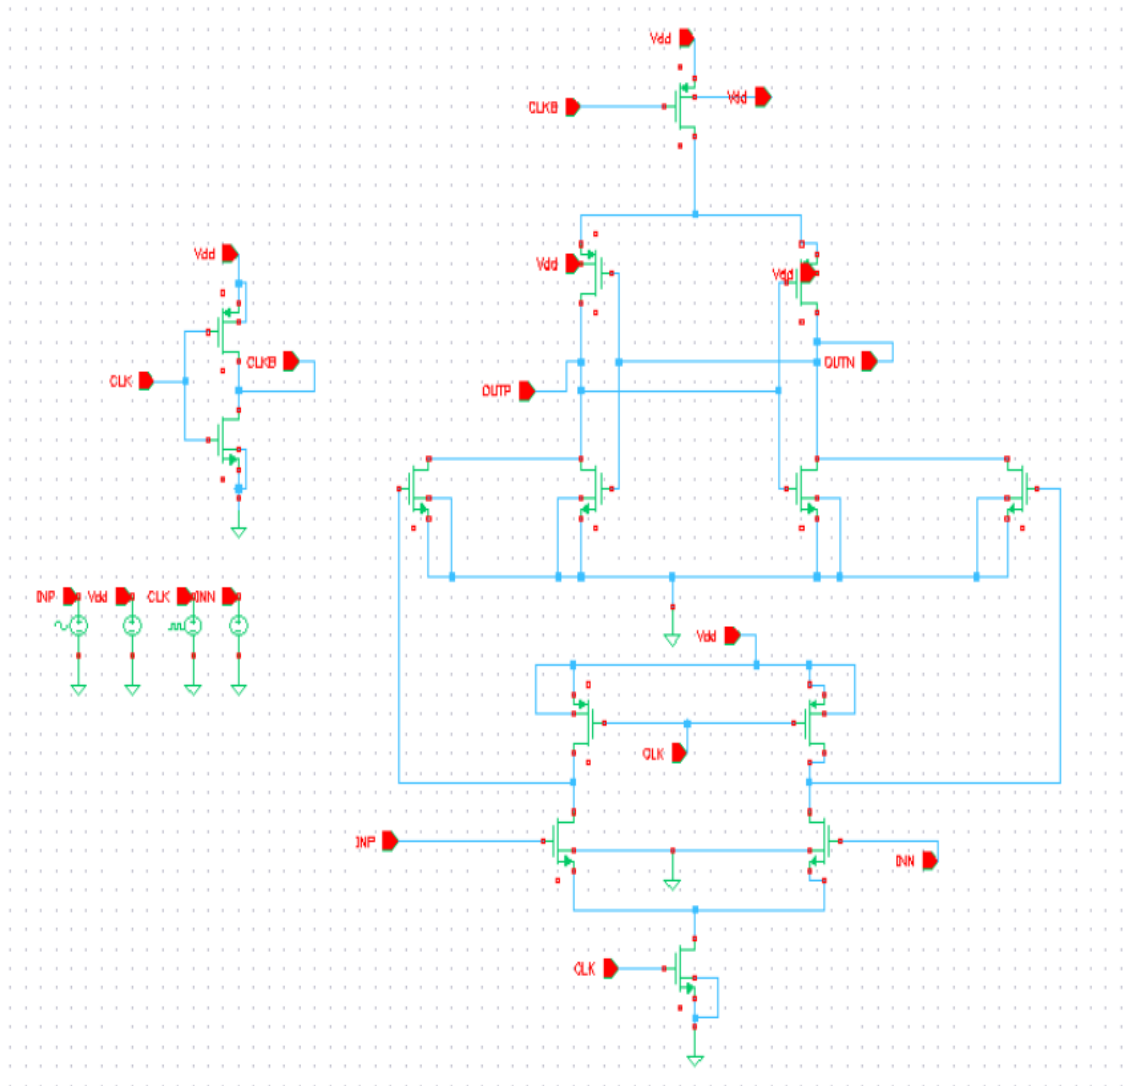 Vdd
Vdd
CLKB
Vdd
Vdd
Vdd
CLKB
OUTN
CLK
OUTP
INP Vdd CLK INN
Vdd
CLK
INP
INN
CLK